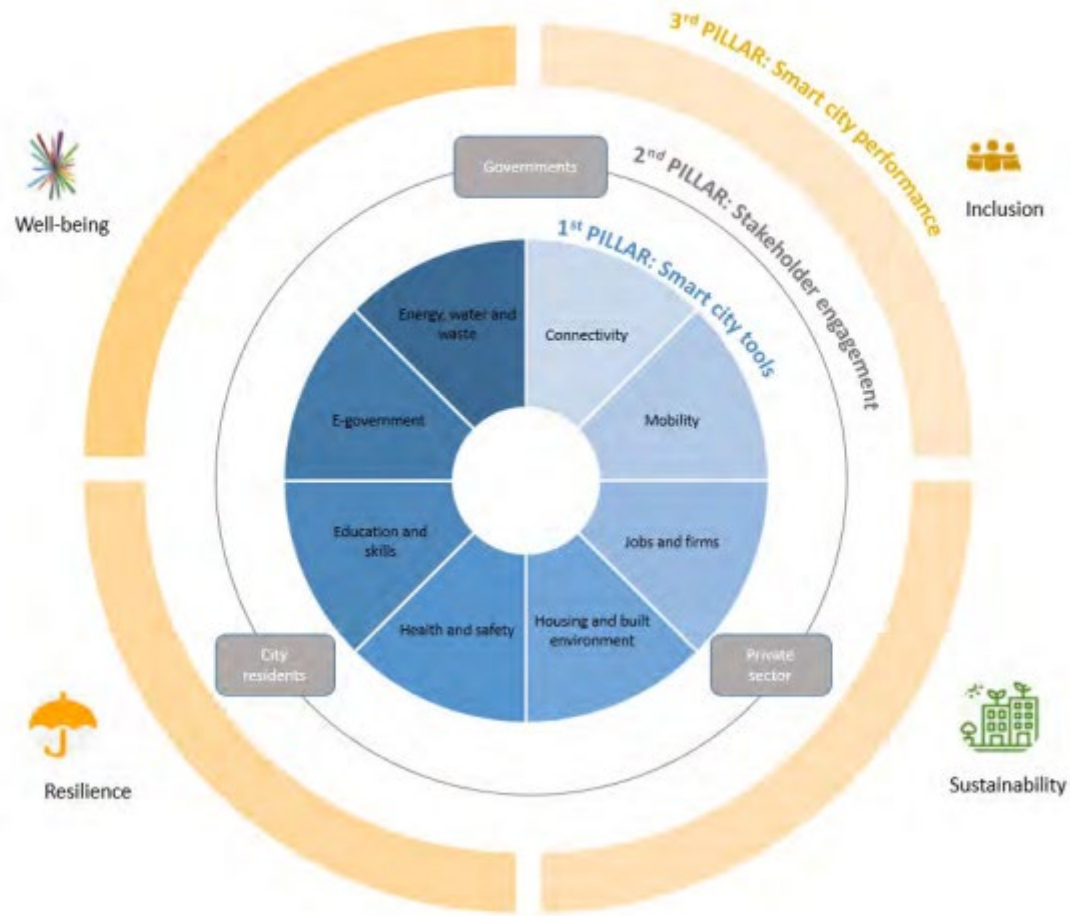 3rd PILLAR: Smart city performance
2nd PILLAR: Stakeholder engagement
1st PILLAR: Smart city tools
Governments
Well-being
Inclusion
Energy, water and
waste
Connectivity
E-government
Mobility
Education and
skills
Jobs and firms
Health and safety
Housing and built
environment
City
residents
Private
sector
Resilience
Sustainability